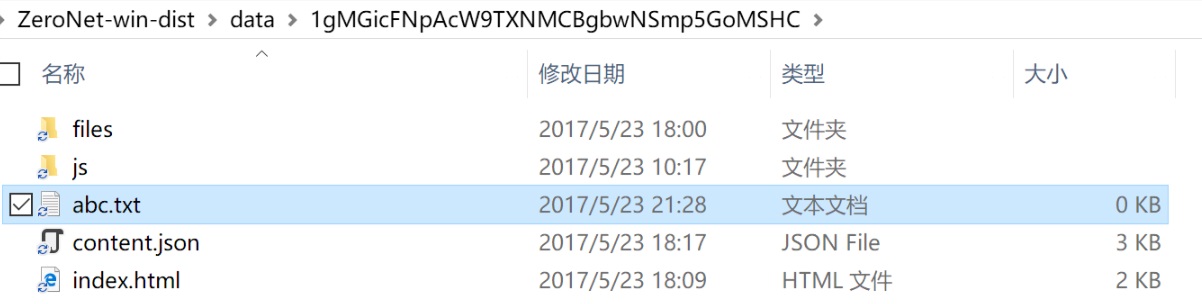 ZeroNet-win-dist > data > 1gMGicFNpAcW9TXNMCBgbwNSmp5GoMSHC >
名称 修改日期 类型 大小
files 2017/5/23 18:00 文件夹
js 2017/5/23 10:17 文件夹
abc.txt 2017/5/23 21:28 文本文档 0 KB
content.json 2017/5/23 18:17 JSON File 3 KB
index.html 2017/5/23 18:09 HTML 文件 2 KB